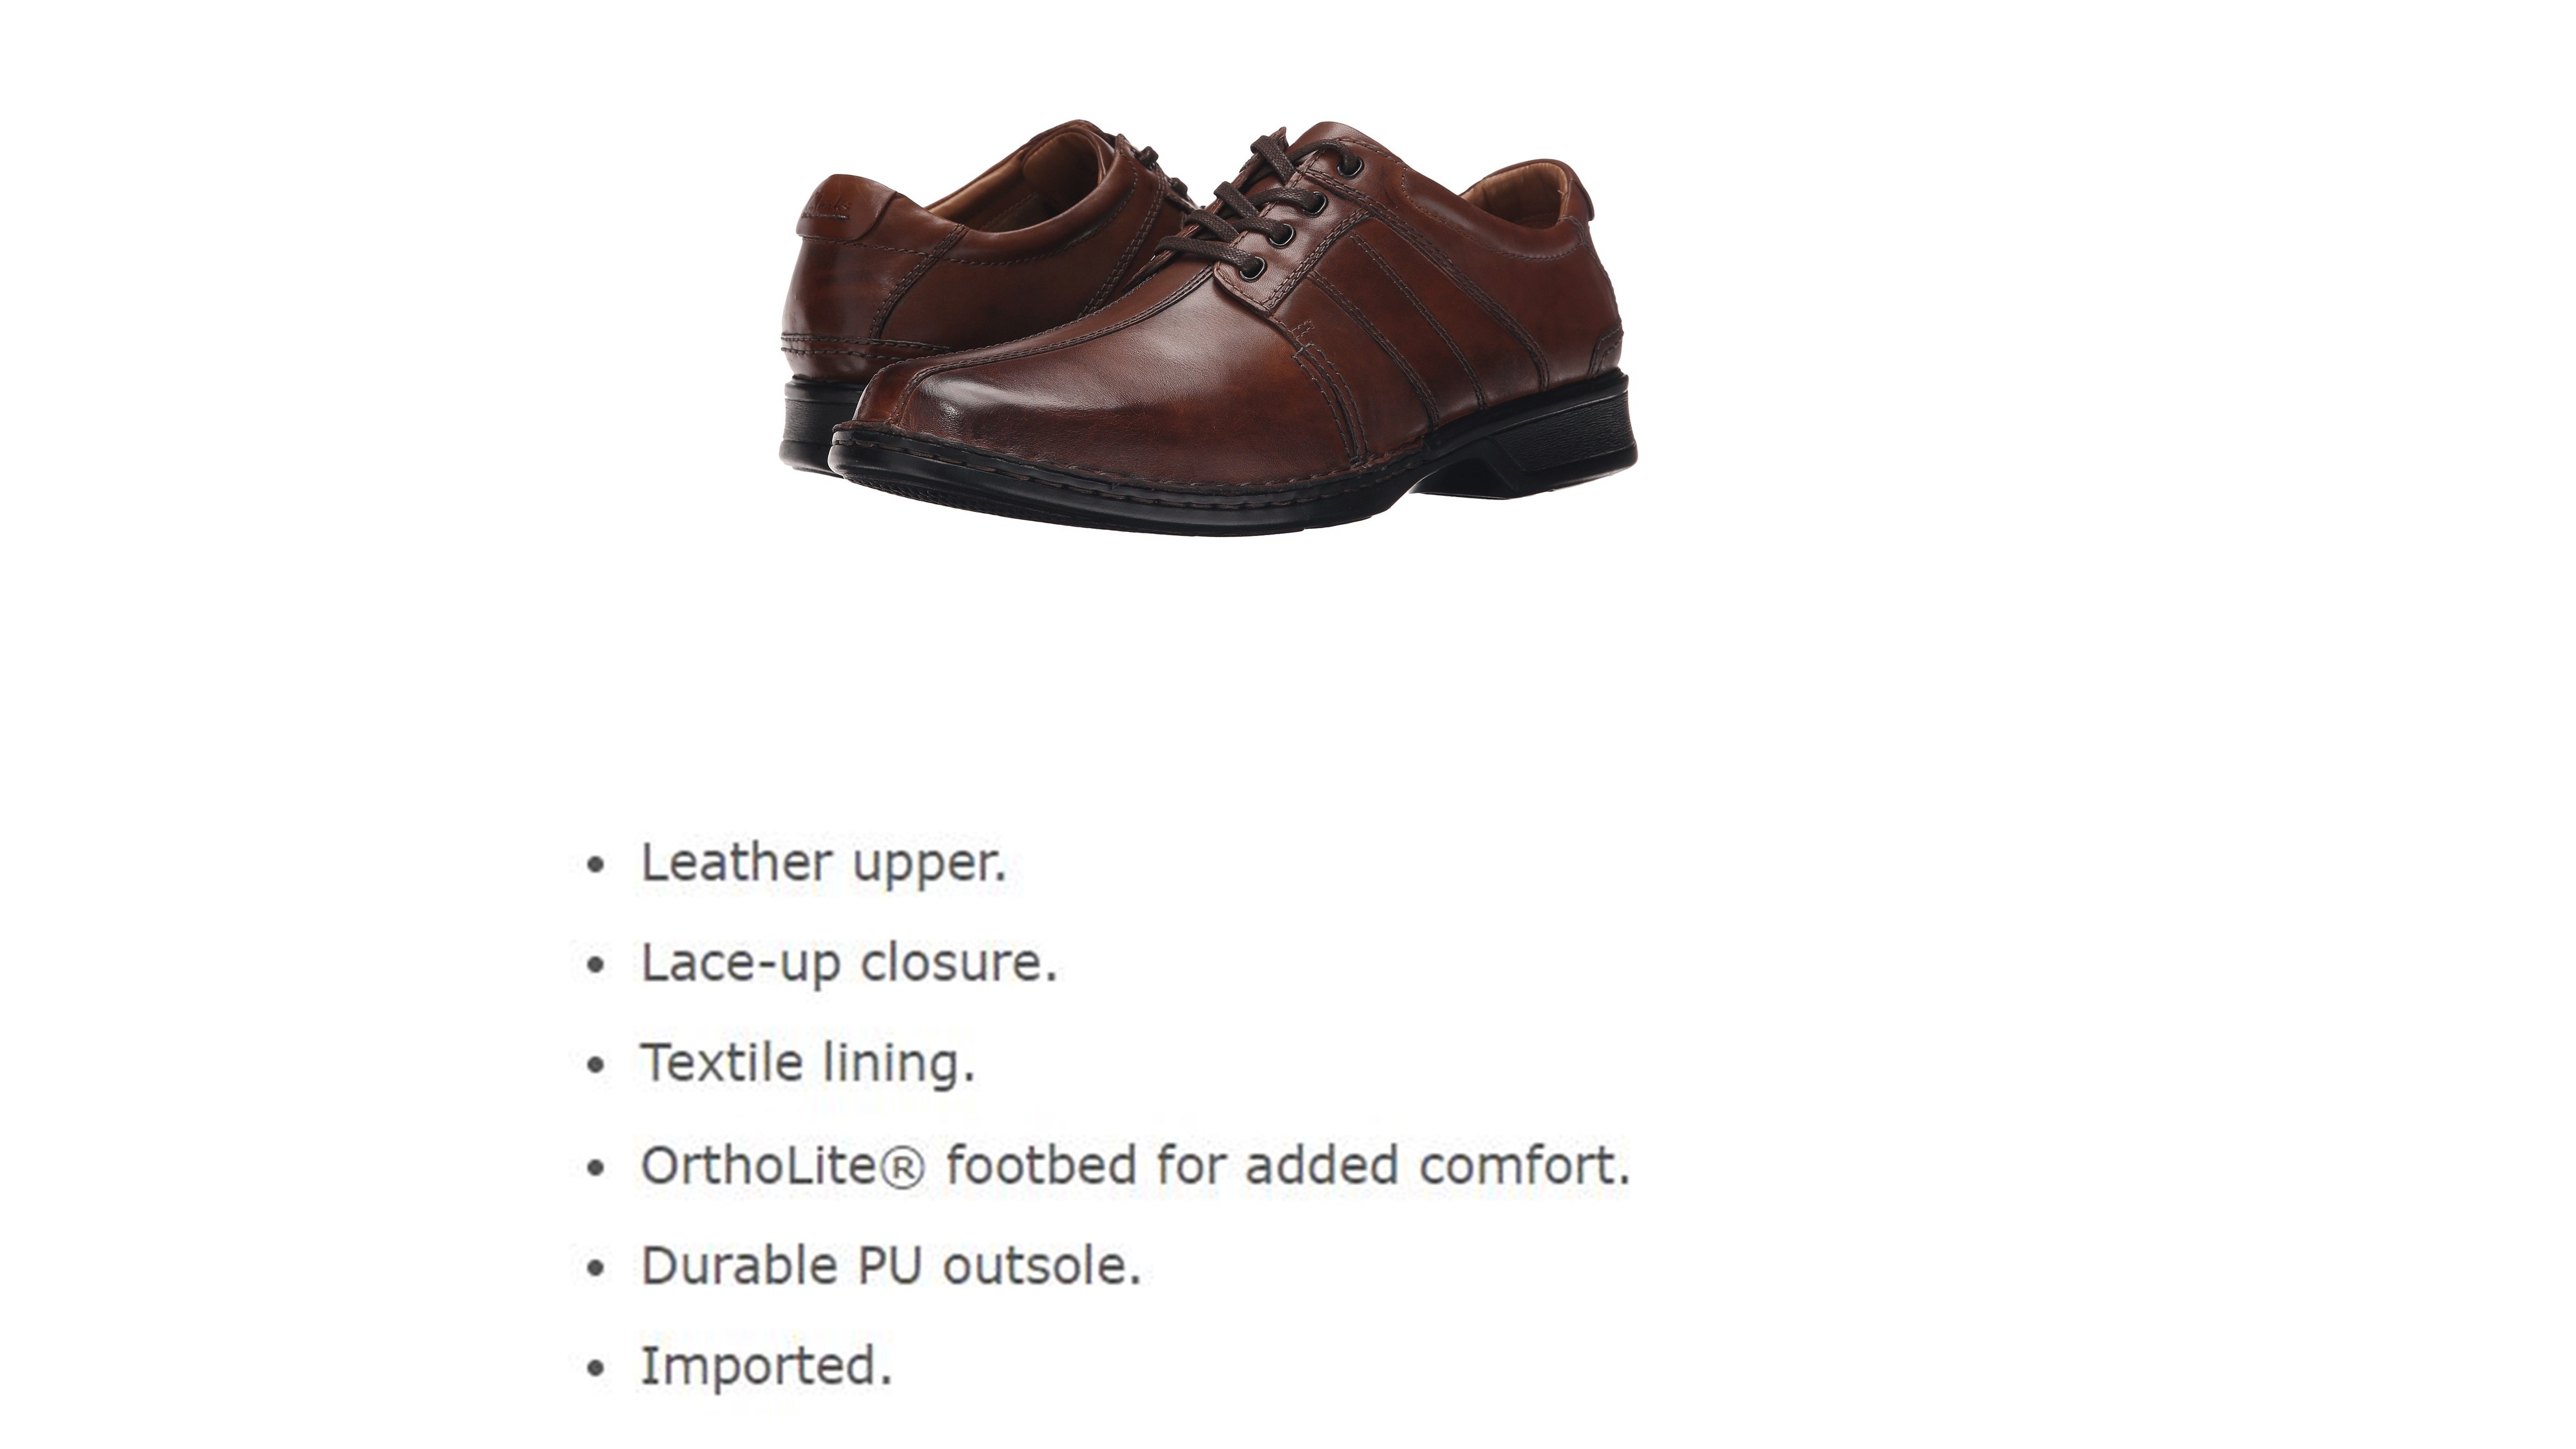 Leather upper.
Lace-up closure.
Textile lining.
OrthoLite® footbed for added comfort.
Durable PU outsole.
Imported.